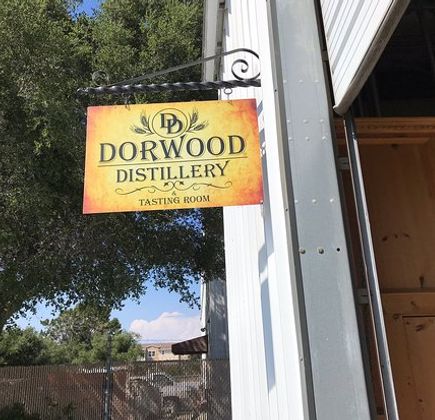 DD
DORWOOD
DISTILLERY
&
TASTING ROOM